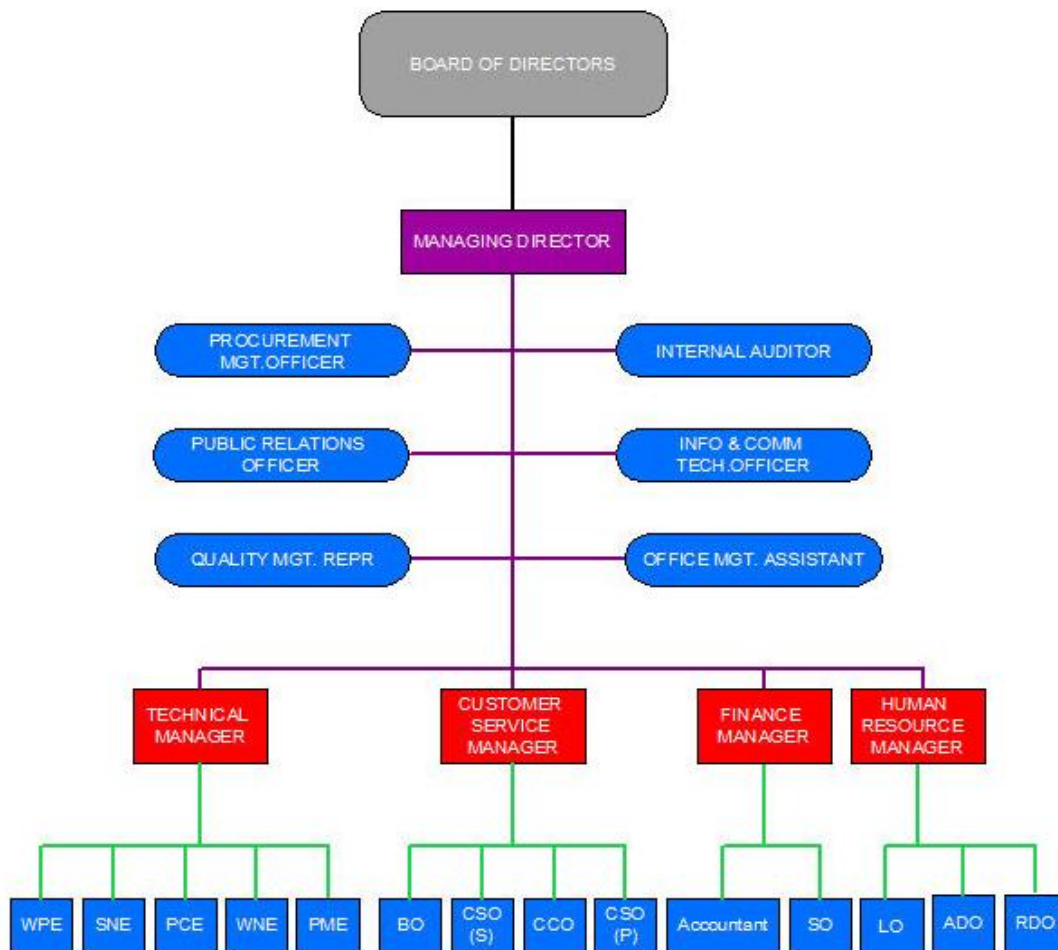 BOARD OF DIRECTORS
MANAGING DIRECTOR
PROCUREMENT
MGT.OFFICER
INTERNAL AUDITOR
PUBLIC RELATIONS
OFFICER
INFO & COMM
TECH.OFFICER
QUALITY MGT. REPR
OFFICE MGT. ASSISTANT
TECHNICAL
MANAGER
CUSTOMER
SERVICE
MANAGER
FINANCE
MANAGER
HUMAN
RESOURCE
MANAGER
WPE
SNE
PCE
WNE
PME
BO
CSO
(S)
CCO
CSO
(P)
Accountant
SO
LO
ADO
RDO